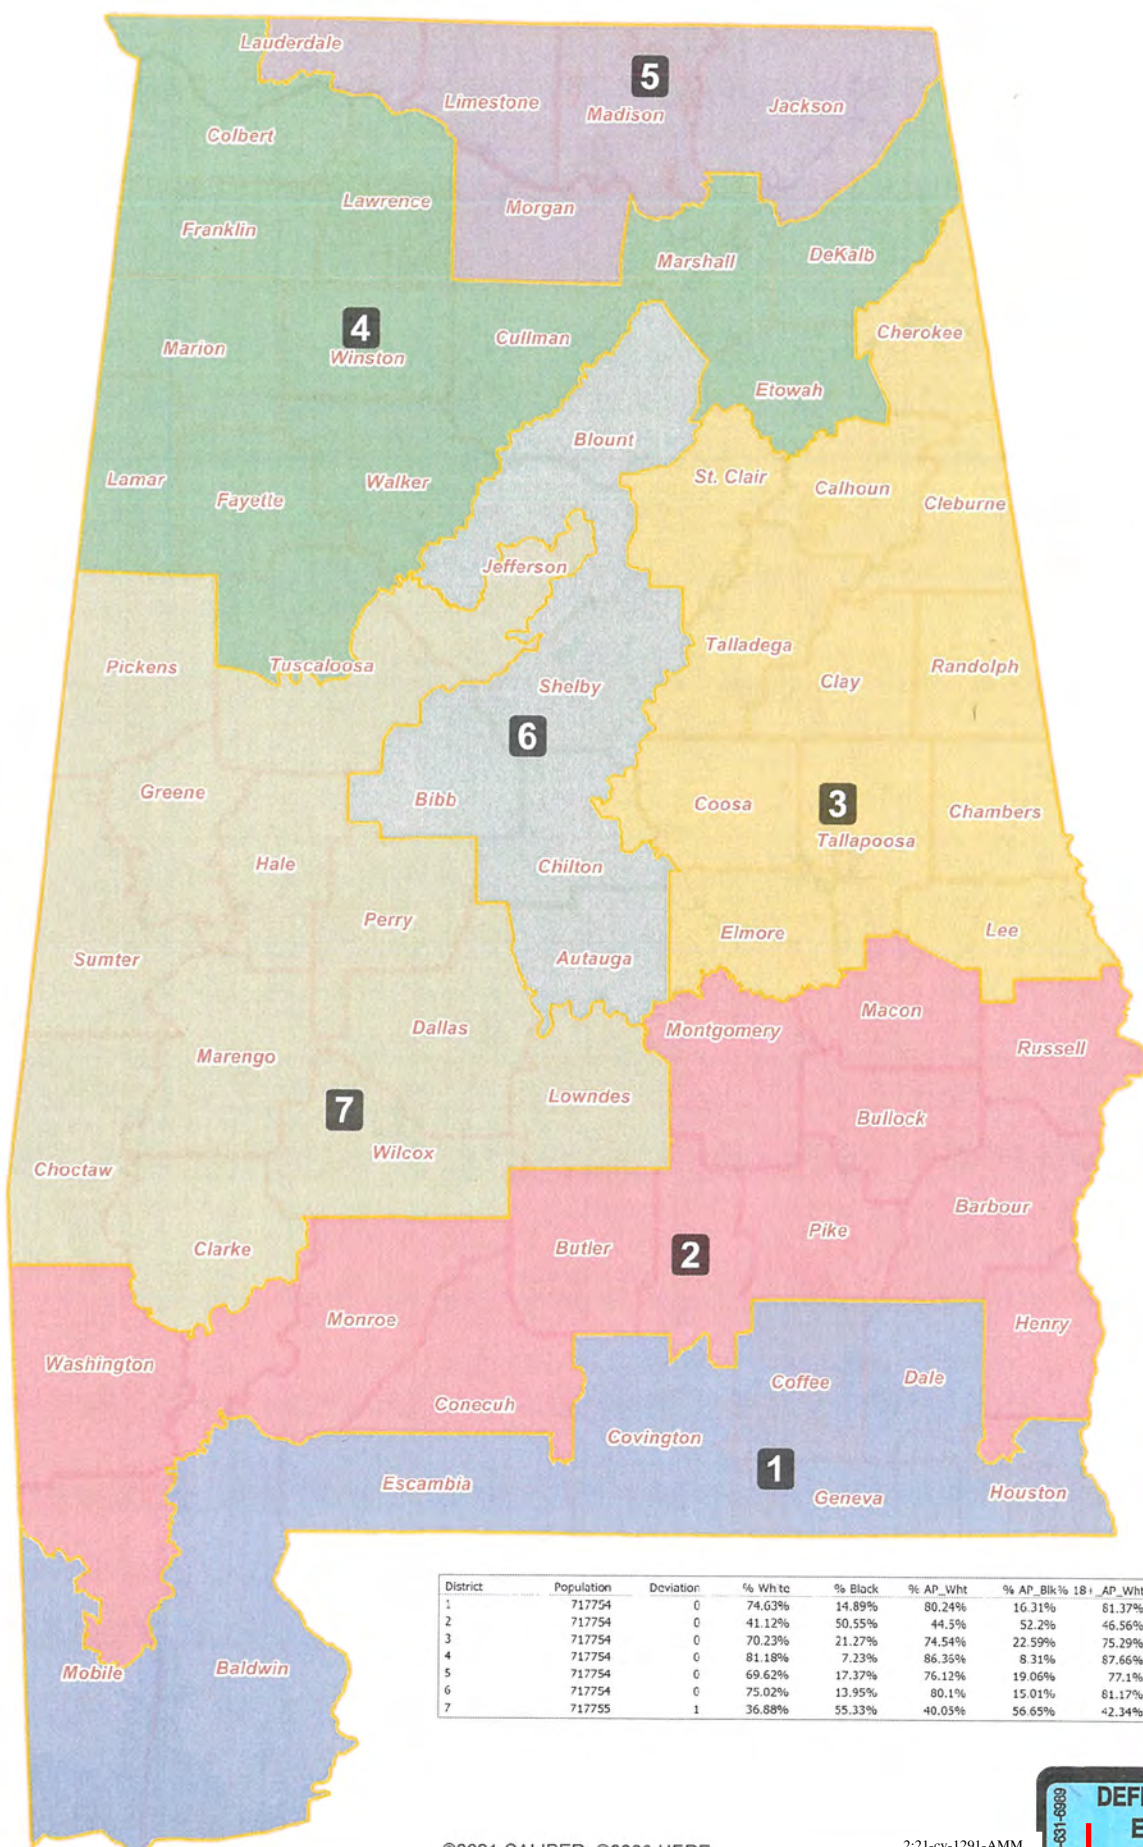 Lauderdale
5
Limestone
Madison
Jackson
Colbert
Lawrence
Morgan
Franklin
Marshall
DeKalb
4
Marion
Winston
Cullman
Cherokee
Etowah
Blount
Lamar
Fayette
Walker
St. Clair
Calhoun
Cleburne
Jefferson
Pickens
Tuscaloosa
Talladega
Randolph
Shelby
Clay
6
Greene
Bibb
Coosa
3
Chambers
Tallapoosa
Hale
Chilton
Perry
Elmore
Lee
Sumter
Autauga
Macon
Dallas
Montgomery
Russell
Marengo
Lowndes
7
Bullock
Wilcox
Choctaw
Barbour
Clarke
Butler
2
Pike
Monroe
Henry
Washington
Coffee
Dale
Conecuh
Covington
1
Escambia
Geneva
Houston
Mobile
Baldwin
District Population Deviation % White % Black % AP_Wht % AP_Blk % 18+_AP_Wht
1 717754 0 74.63% 14.89% 80.24% 16.31% 81.37%
2 717754 0 41.12% 50.55% 44.5% 52.2% 46.56%
3 717754 0 70.23% 21.27% 74.54% 22.59% 75.29%
4 717754 0 81.18% 7.23% 86.36% 8.31% 87.66%
5 717754 0 69.62% 17.37% 76.12% 19.06% 77.1%
6 717754 0 75.02% 13.95% 80.1% 15.01% 81.17%
7 717755 1 36.88% 55.33% 40.05% 56.65% 42.34%
-631-6989